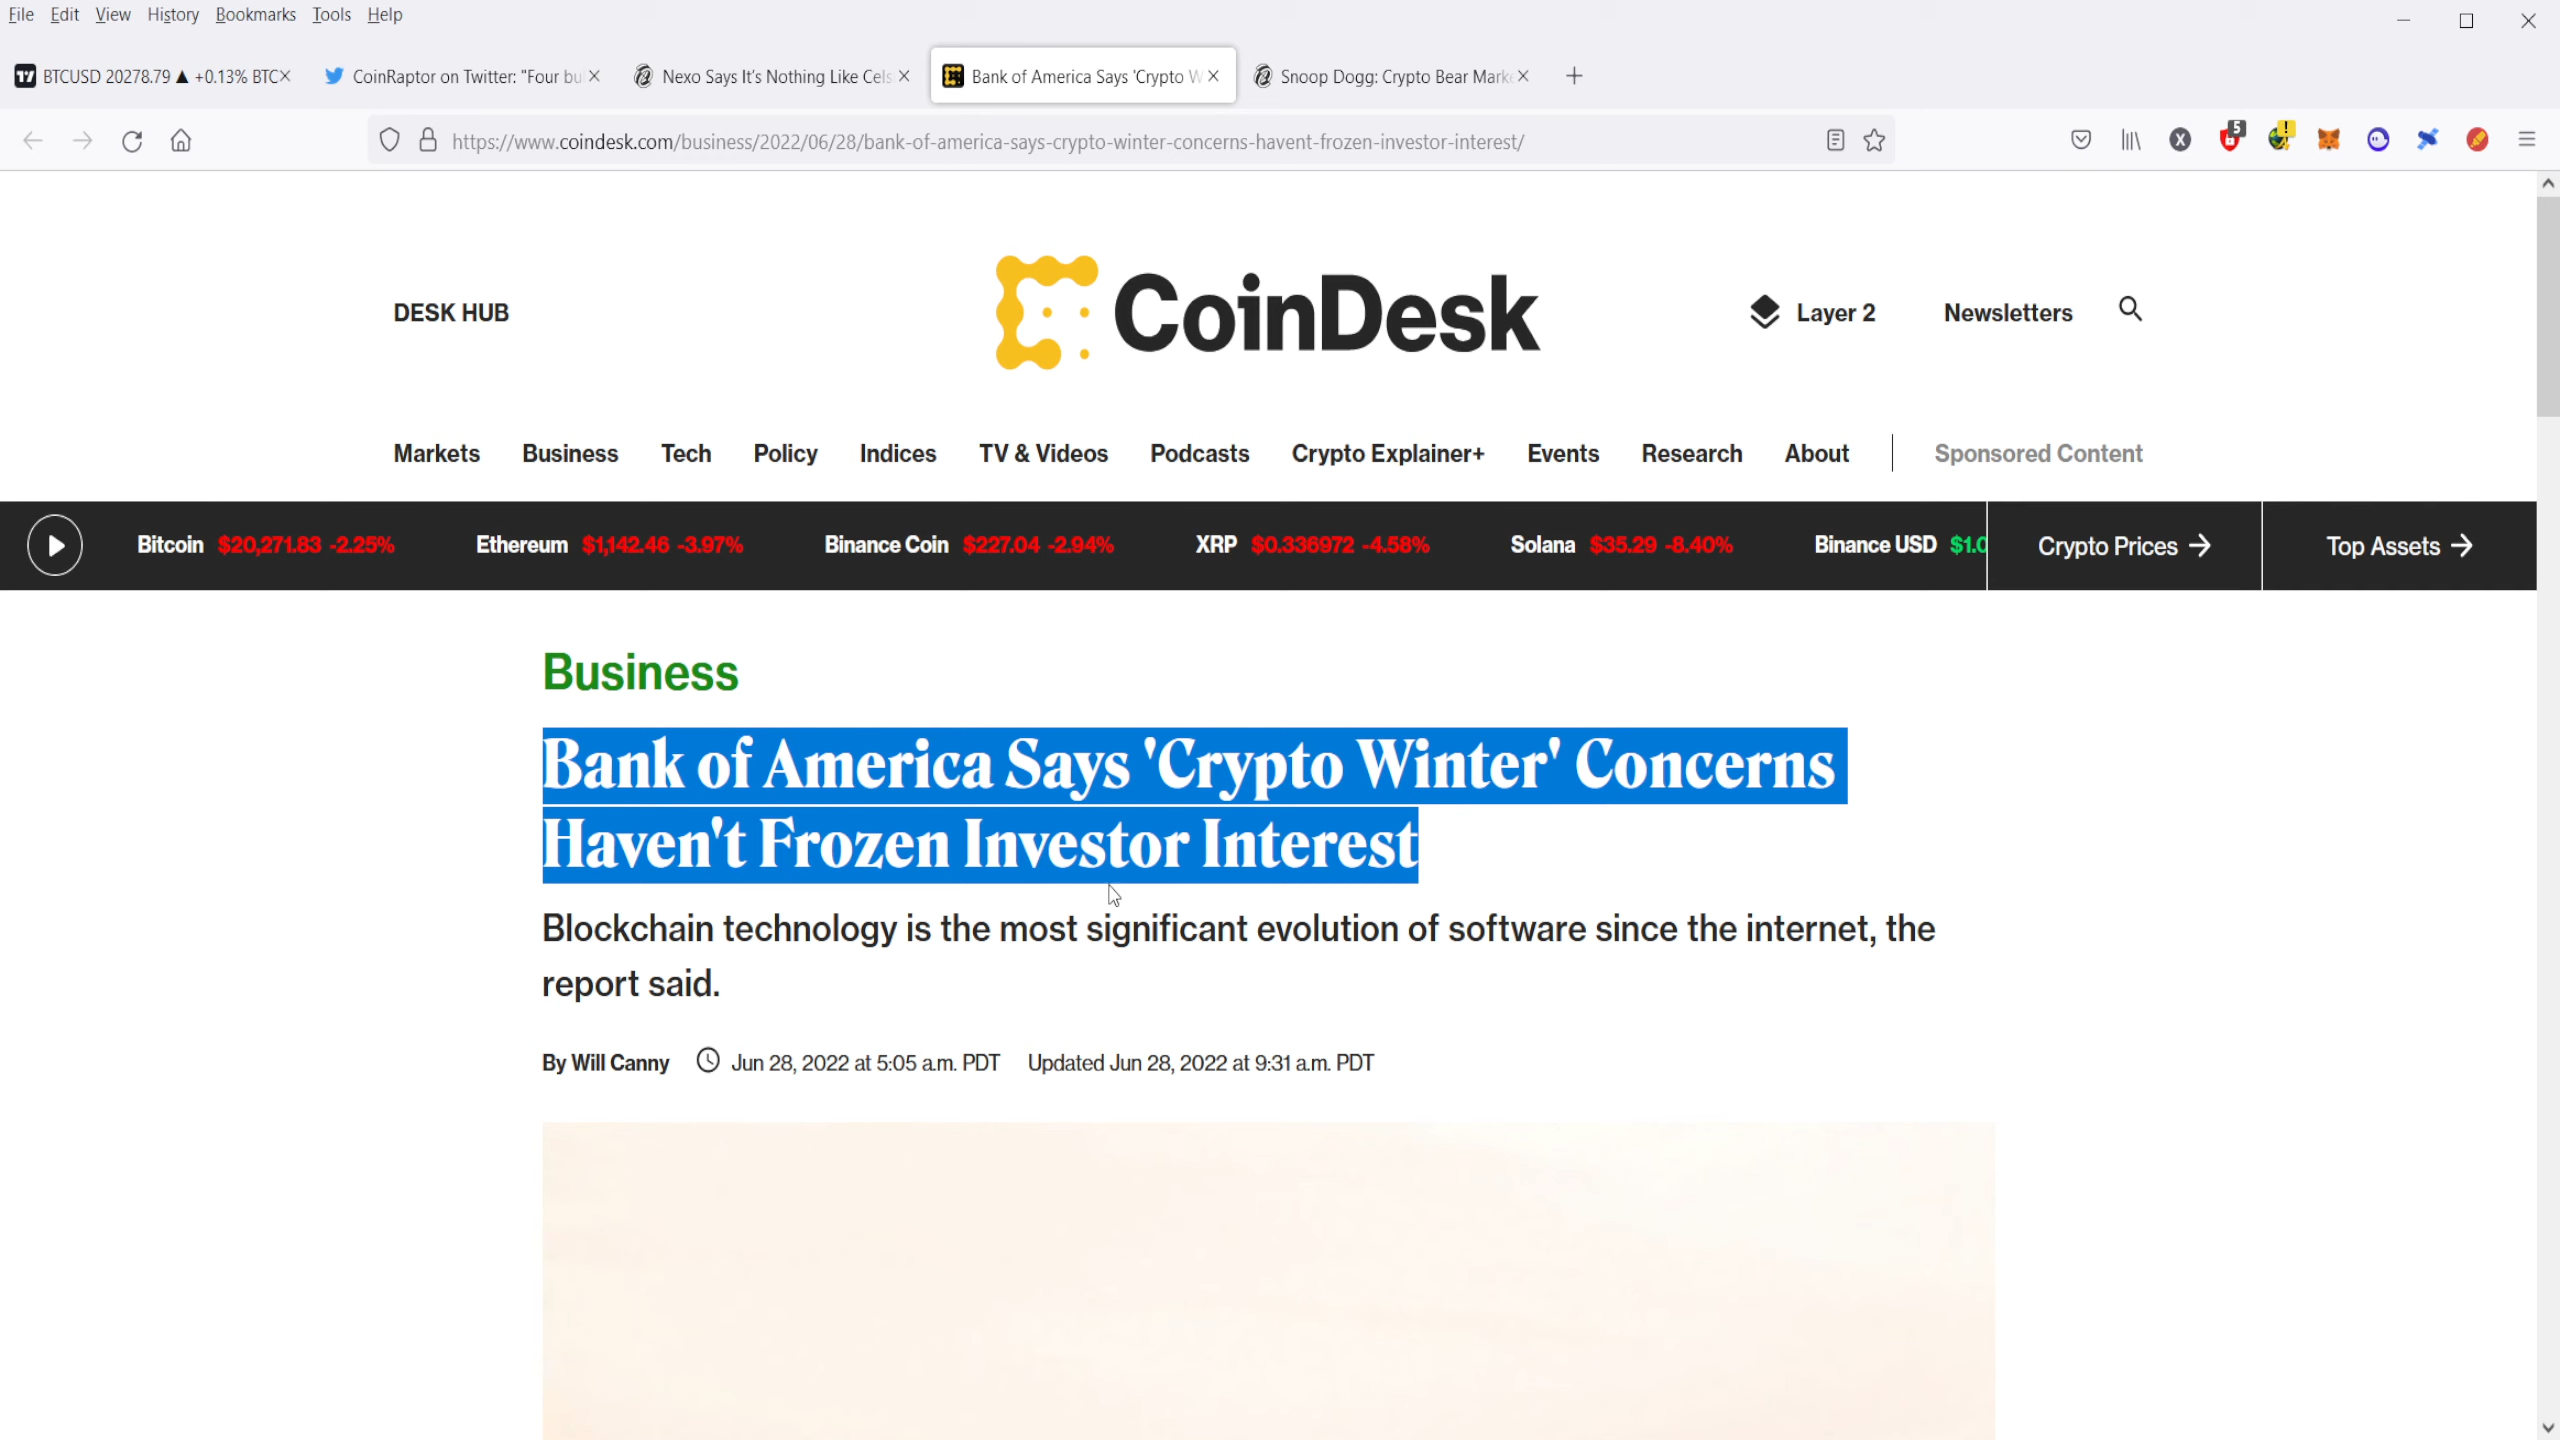 File Edit View History Bookmarks Tools Help
BTCUSD 20278.79 ▲ +0.13% BTC
CoinRaptor on Twitter: "Four bu
Nexo Says It's Nothing Like Cels
Bank of America Says 'Crypto W
Snoop Dogg: Crypto Bear Marke
https://www.coindesk.com/business/2022/06/28/bank-of-america-says-crypto-winter-concerns-havent-frozen-investor-interest/
5
DESK HUB
CoinDesk
Layer 2
Newsletters
Markets Business Tech Policy Indices TV & Videos Podcasts Crypto Explainer+ Events Research About Sponsored Content
Bitcoin $20,271.83 -2.25% Ethereum $1,142.46 -3.97% Binance Coin $227.04 -2.94% XRP $0.336972 -4.58% Solana $35.29 -8.40% Binance USD $1.0 Crypto Prices → Top Assets →
Business
Bank of America Says 'Crypto Winter' Concerns
Haven't Frozen Investor Interest
Blockchain technology is the most significant evolution of software since the internet, the
report said.
By Will Canny Jun 28, 2022 at 5:05 a.m. PDT Updated Jun 28, 2022 at 9:31 a.m. PDT